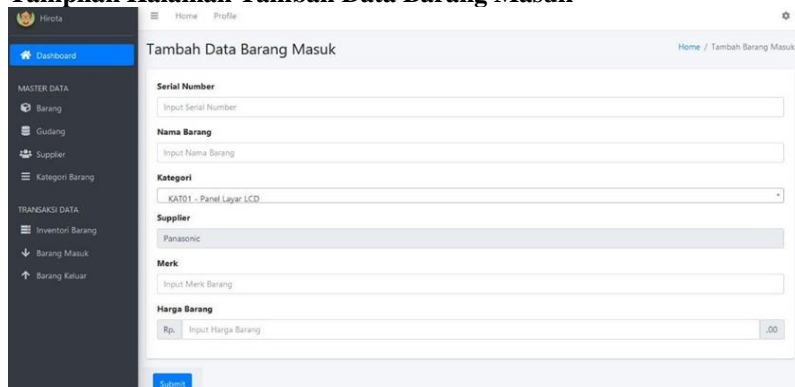 Tampilan Halaman Tambah Data Barang Masuk
Hirota
Home Profile
Dashboard
MASTER DATA
Barang
Gudang
Supplier
Kategori Barang
TRANSAKSI DATA
Inventori Barang
Barang Masuk
Barang Keluar
Tambah Data Barang Masuk
Home / Tambah Barang Masuk
Serial Number
Input Serial Number
Nama Barang
Input Nama Barang
Kategori
KAT01 - Panel Layar LCD
Supplier
Panasonic
Merk
Input Merk Barang
Harga Barang
Rp. Input Harga Barang .00
Submit